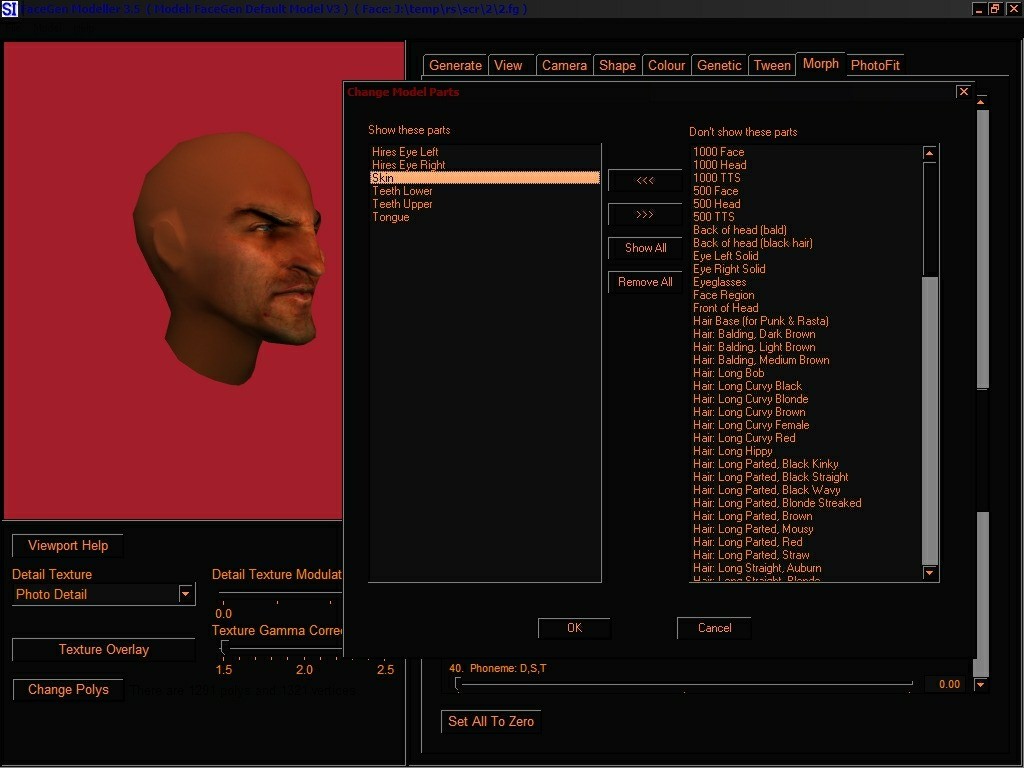 SI FaceGen Modeller 3.5 ( Model: FaceGen Default Model V3 ) ( Face: J:\temp\rs\scr\2\2.fg )
Generate View Camera Shape Colour Genetic Tween Morph PhotoFit
Change Model Parts
Show these parts
Hires Eye Left
Hires Eye Right
Skin
Teeth Lower
Teeth Upper
Tongue
<<<
>>>
Show All
Remove All
Don't show these parts
1000 Face
1000 Head
1000 TTS
500 Face
500 Head
500 TTS
Back of head (bald)
Back of head (black hair)
Eye Left Solid
Eye Right Solid
Eyeglasses
Face Region
Front of Head
Hair Base (for Punk & Rasta)
Hair: Balding, Dark Brown
Hair: Balding, Light Brown
Hair: Balding, Medium Brown
Hair: Long Bob
Hair: Long Curvy Black
Hair: Long Curvy Blonde
Hair: Long Curvy Brown
Hair: Long Curvy Female
Hair: Long Curvy Red
Hair: Long Hippy
Hair: Long Parted, Black Kinky
Hair: Long Parted, Black Straight
Hair: Long Parted, Black Wavy
Hair: Long Parted, Blonde Streaked
Hair: Long Parted, Brown
Hair: Long Parted, Mousy
Hair: Long Parted, Red
Hair: Long Parted, Straw
Hair: Long Straight, Auburn
Hair: Long Straight, Blonde
OK
Cancel
Viewport Help
Detail Texture
Photo Detail
Detail Texture Modulat
0.0
Texture Overlay
Texture Gamma Corre
1.5 2.0 2.5
Change Polys
40. Phoneme: D,S,T
0.00
Set All To Zero